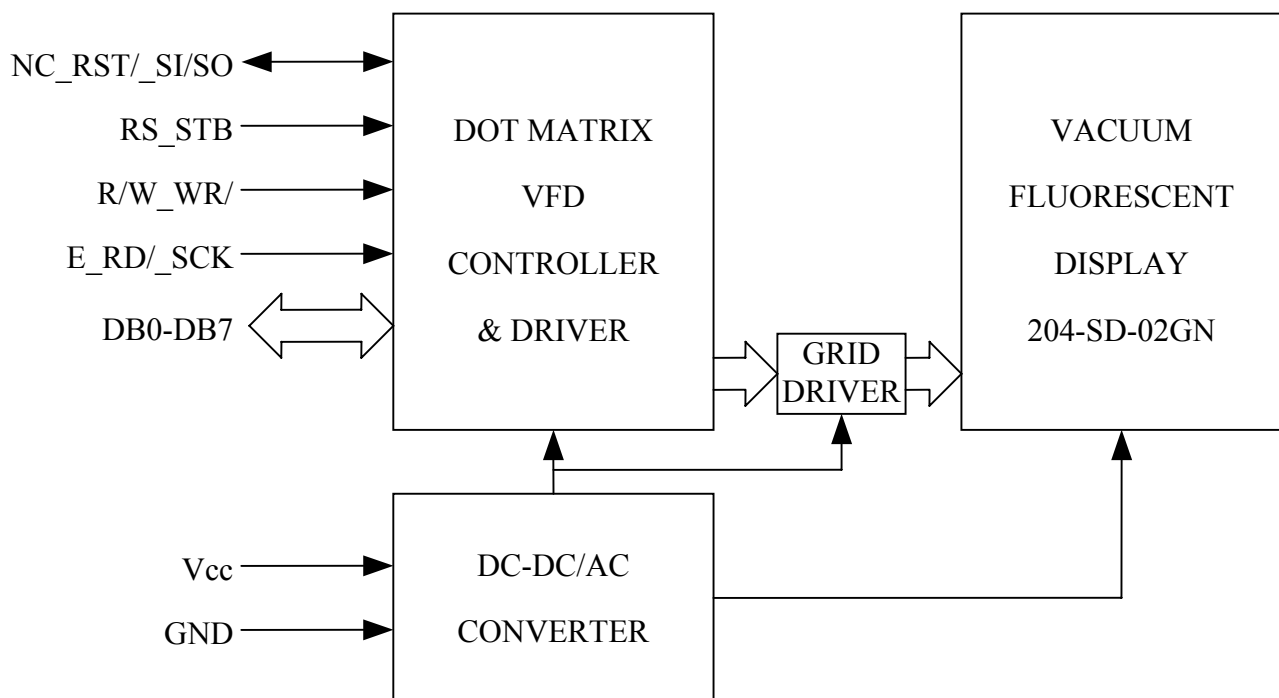 NC_RST/_SI/SO
RS_STB
R/W_WR/
E_RD/_SCK
DB0-DB7
DOT MATRIX
VFD
CONTROLLER
& DRIVER
GRID
DRIVER
VACUUM
FLUORESCENT
DISPLAY
204-SD-02GN
Vcc
GND
DC-DC/AC
CONVERTER